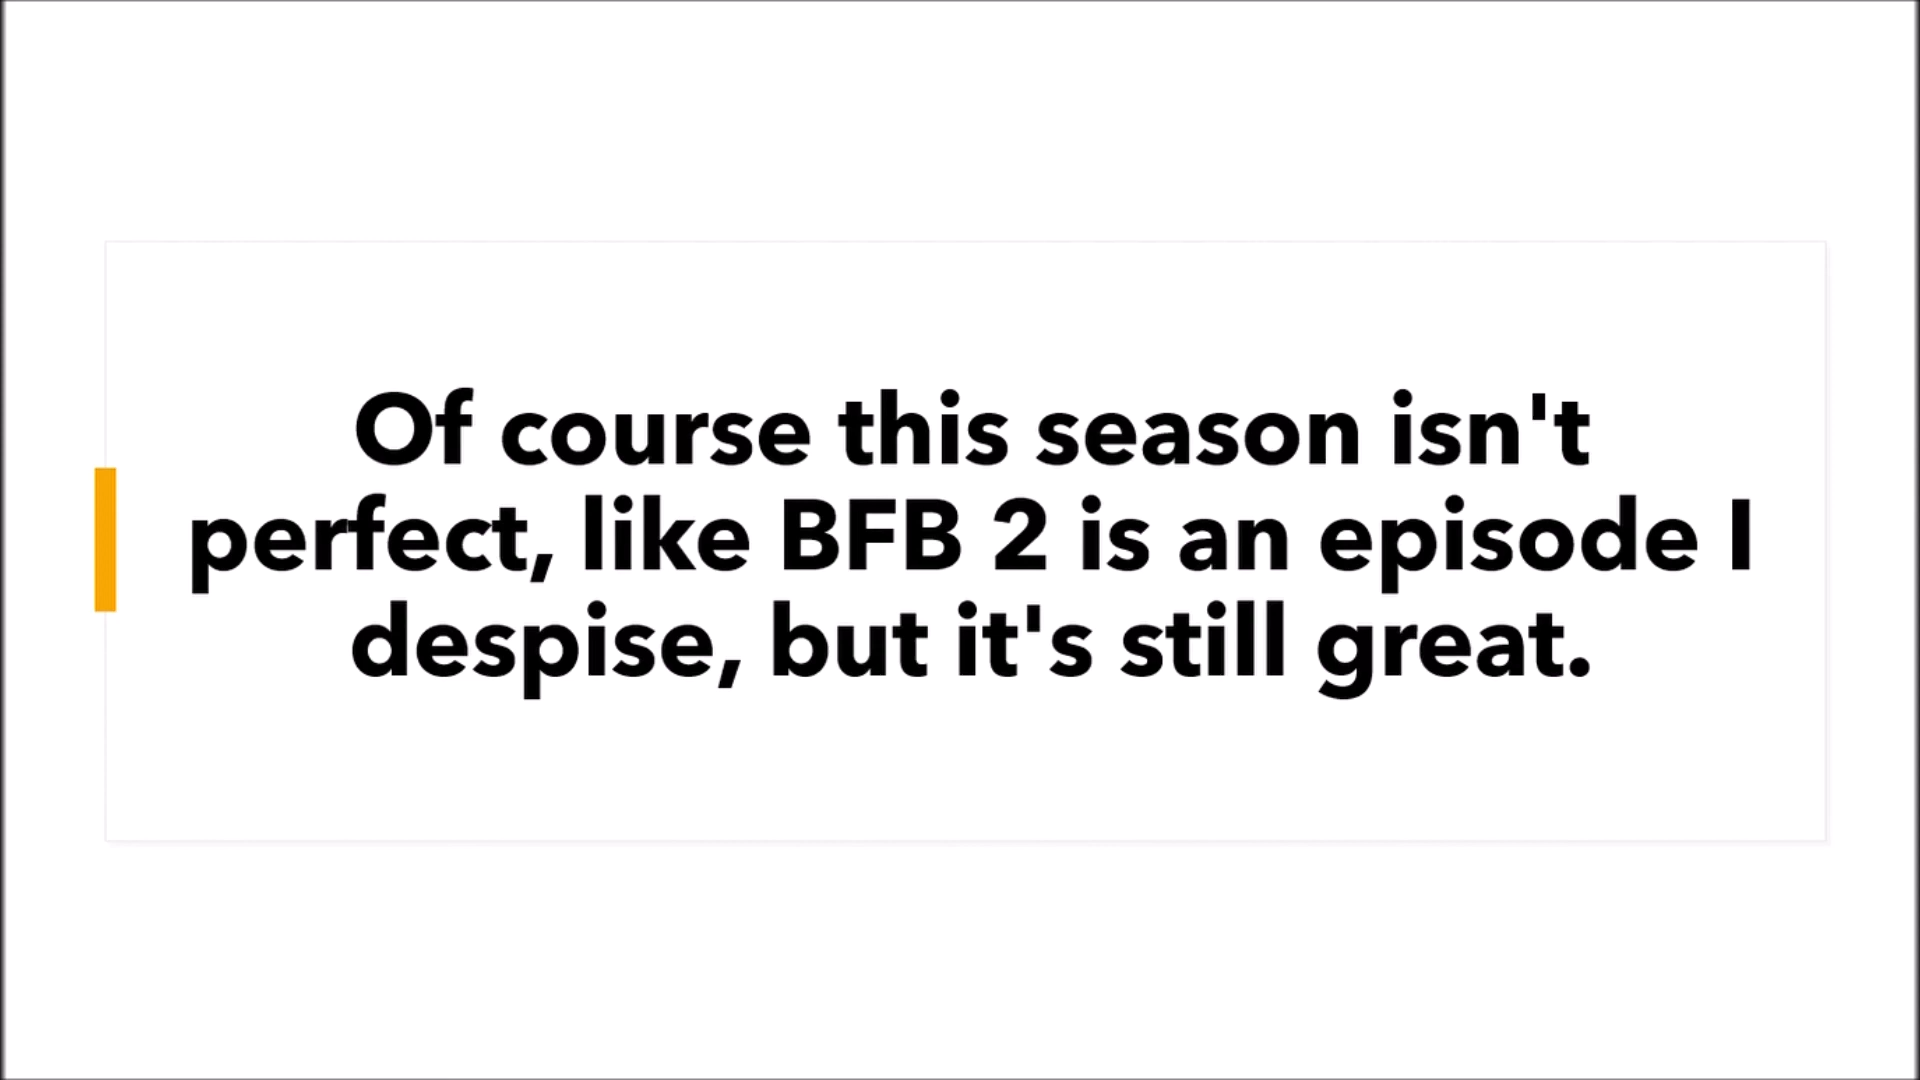 Of course this season isn't
perfect, like BFB 2 is an episode I
despise, but it's still great.